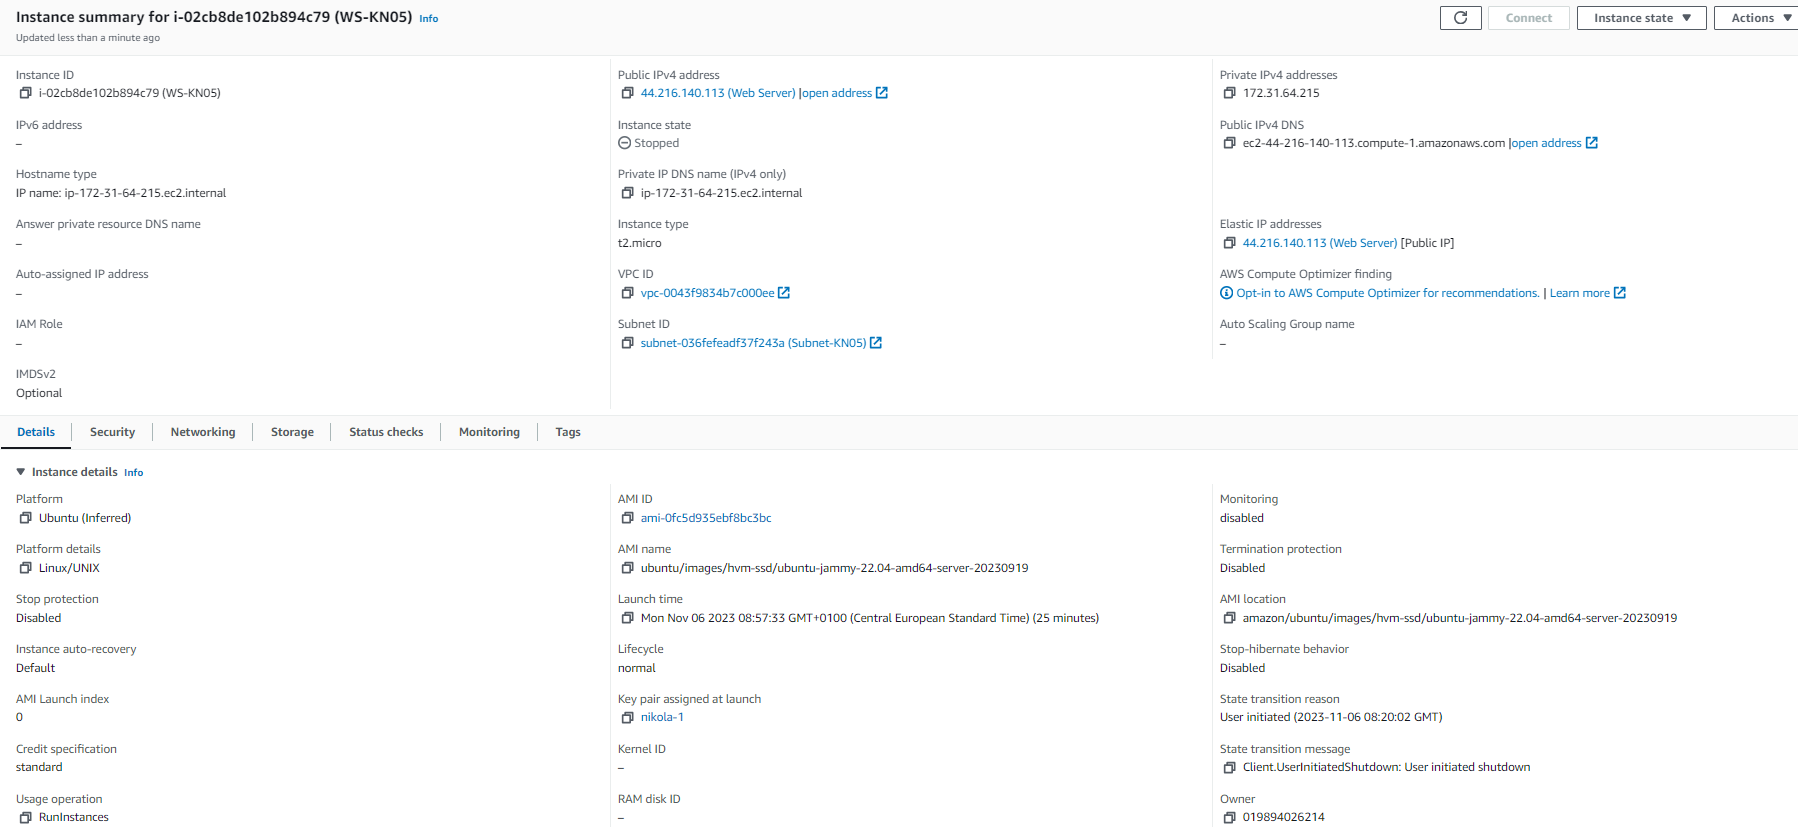 Instance summary for i-02cb8de102b894c79 (WS-KN05) Info
Updated less than a minute ago
Connect
Instance state
Actions
Instance ID
i-02cb8de102b894c79 (WS-KN05)
Public IPv4 address
44.216.140.113 (Web Server) |open address
Private IPv4 addresses
172.31.64.215
IPv6 address
–
Instance state
Stopped
Public IPv4 DNS
ec2-44-216-140-113.compute-1.amazonaws.com |open address
Hostname type
IP name: ip-172-31-64-215.ec2.internal
Private IP DNS name (IPv4 only)
ip-172-31-64-215.ec2.internal
Answer private resource DNS name
–
Instance type
t2.micro
Elastic IP addresses
44.216.140.113 (Web Server) [Public IP]
Auto-assigned IP address
–
VPC ID
vpc-0043f9834b7c000ee
AWS Compute Optimizer finding
Opt-in to AWS Compute Optimizer for recommendations. | Learn more
IAM Role
–
Subnet ID
subnet-036fefeadf37f243a (Subnet-KN05)
Auto Scaling Group name
–
IMDSv2
Optional
Details
Security
Networking
Storage
Status checks
Monitoring
Tags
Instance details Info
Platform
Ubuntu (Inferred)
AMI ID
ami-0fc5d935ebf8bc3bc
Monitoring
disabled
Platform details
Linux/UNIX
AMI name
ubuntu/images/hvm-ssd/ubuntu-jammy-22.04-amd64-server-20230919
Termination protection
Disabled
Stop protection
Disabled
Launch time
Mon Nov 06 2023 08:57:33 GMT+0100 (Central European Standard Time) (25 minutes)
AMI location
amazon/ubuntu/images/hvm-ssd/ubuntu-jammy-22.04-amd64-server-20230919
Instance auto-recovery
Default
Lifecycle
normal
Stop-hibernate behavior
Disabled
AMI Launch index
0
Key pair assigned at launch
nikola-1
State transition reason
User initiated (2023-11-06 08:20:02 GMT)
Credit specification
standard
Kernel ID
–
State transition message
Client.UserInitiatedShutdown: User initiated shutdown
Usage operation
RunInstances
RAM disk ID
–
Owner
019894026214